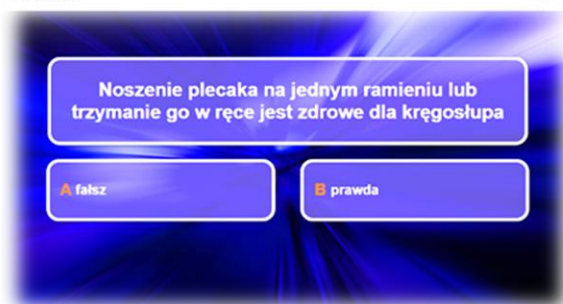 Noszenie plecaka na jednym ramieniu lub
trzymanie go w ręce jest zdrowe dla kręgosłupa
A fałsz
B prawda